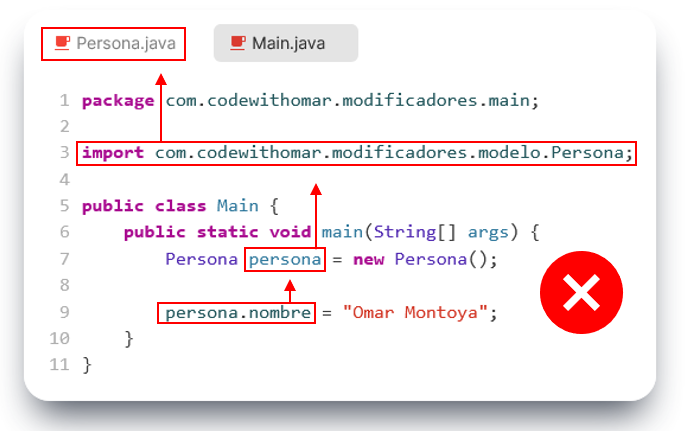 Persona.java
Main.java
1 package com.codewithomar.modificadores.main;
2
3 import com.codewithomar.modificadores.modelo.Persona;
4
5 public class Main {
6 public static void main(String[] args) {
7 Persona persona = new Persona();
8
9 persona.nombre = "Omar Montoya";
10 }
11 }